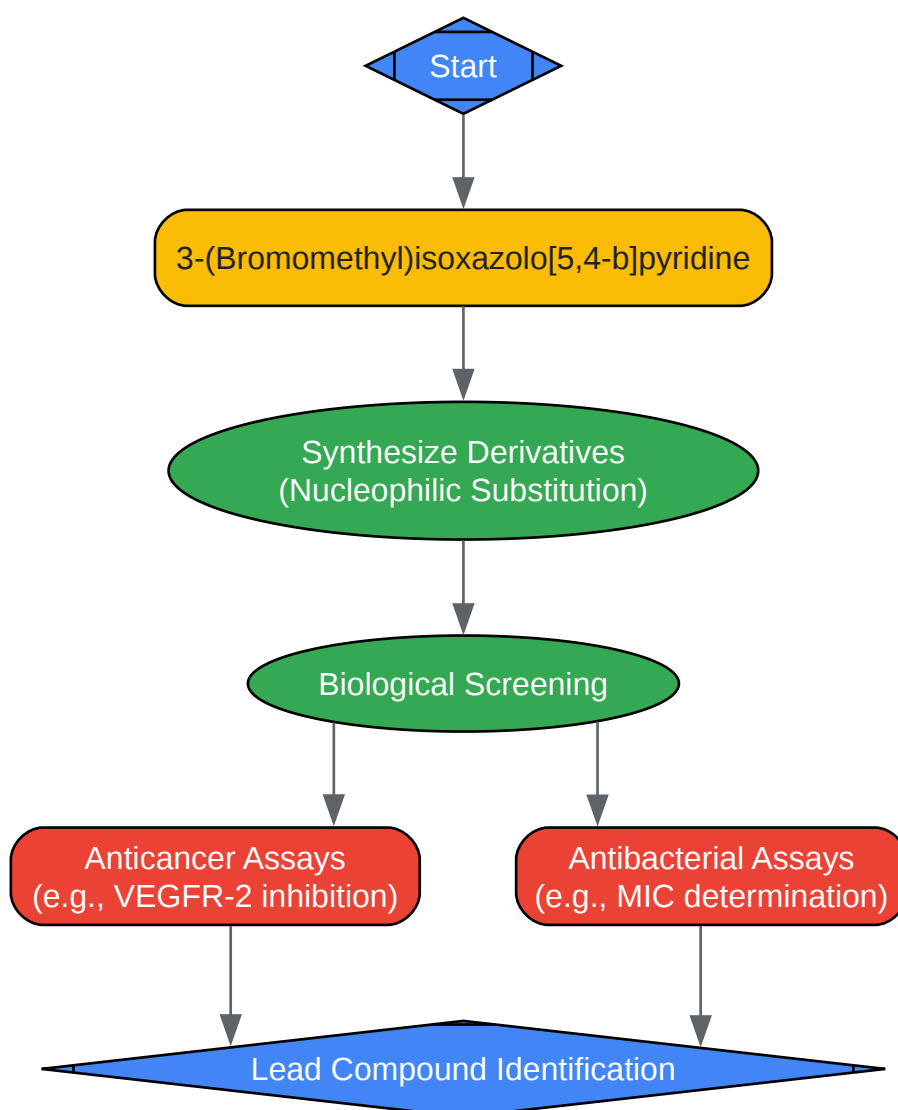 Start
3-(Bromomethyl)isoxazolo[5,4-b]pyridine
Synthesize Derivatives
(Nucleophilic Substitution)
Biological Screening
Anticancer Assays
(e.g., VEGFR-2 inhibition)
Antibacterial Assays
(e.g., MIC determination)
Lead Compound Identification